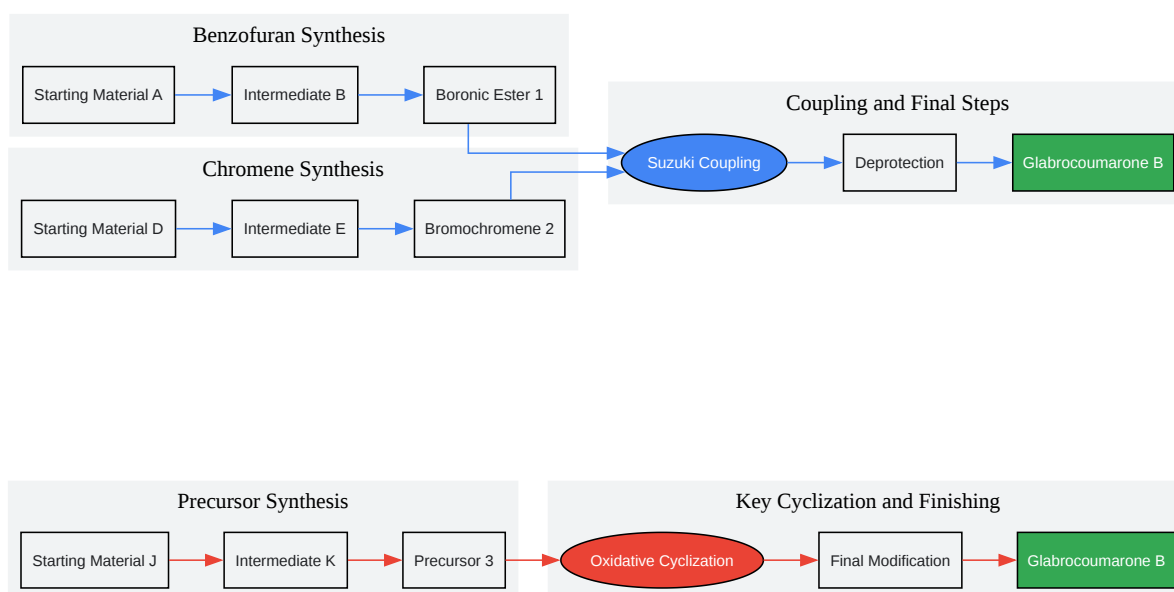 Benzofuran Synthesis
Starting Material A
Intermediate B
Boronic Ester 1
Chromene Synthesis
Starting Material D
Intermediate E
Bromochromene 2
Coupling and Final Steps
Suzuki Coupling
Deprotection
Glabrocoumarone B
Precursor Synthesis
Starting Material J
Intermediate K
Precursor 3
Key Cyclization and Finishing
Oxidative Cyclization
Final Modification
Glabrocoumarone B